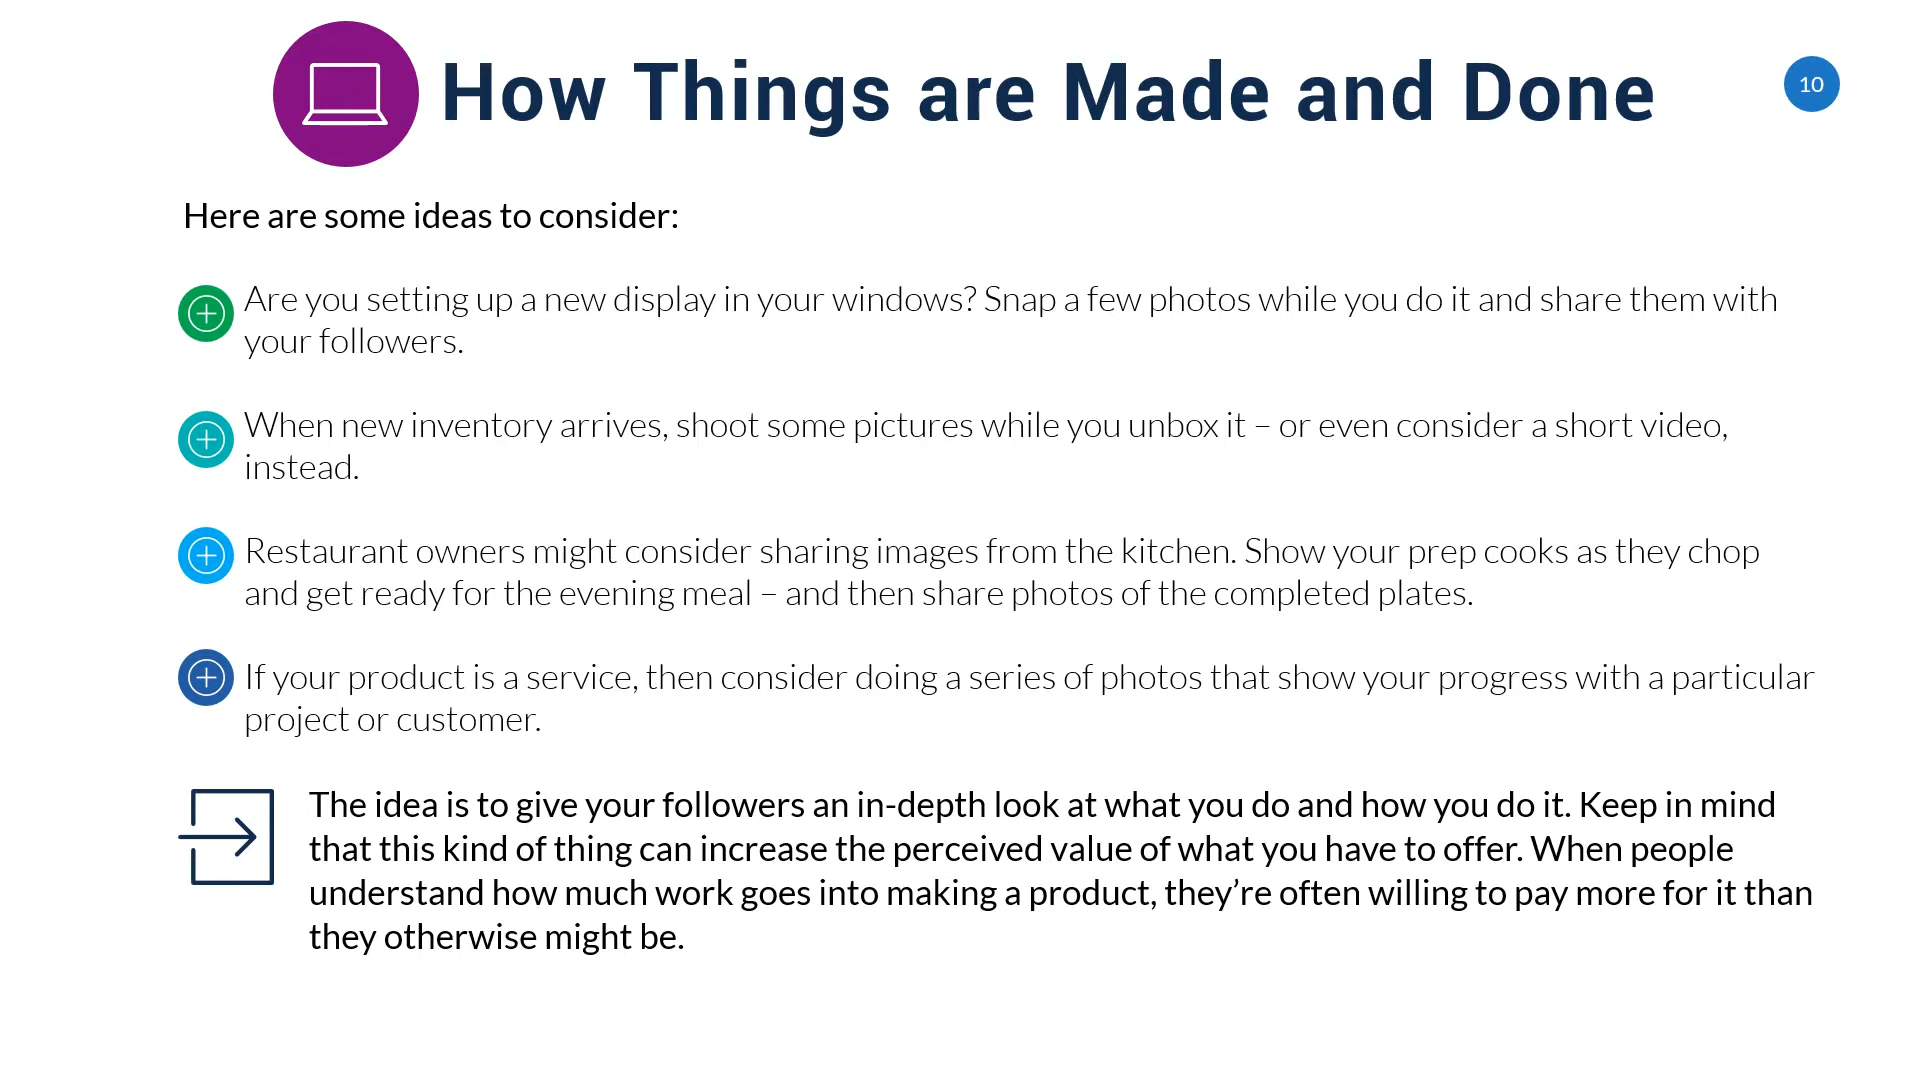 How Things are Made and Done
10
Here are some ideas to consider:
Are you setting up a new display in your windows? Snap a few photos while you do it and share them with
your followers.
When new inventory arrives, shoot some pictures while you unbox it – or even consider a short video,
instead.
Restaurant owners might consider sharing images from the kitchen. Show your prep cooks as they chop
and get ready for the evening meal – and then share photos of the completed plates.
If your product is a service, then consider doing a series of photos that show your progress with a particular
project or customer.
The idea is to give your followers an in-depth look at what you do and how you do it. Keep in mind
that this kind of thing can increase the perceived value of what you have to offer. When people
understand how much work goes into making a product, they’re often willing to pay more for it than
they otherwise might be.